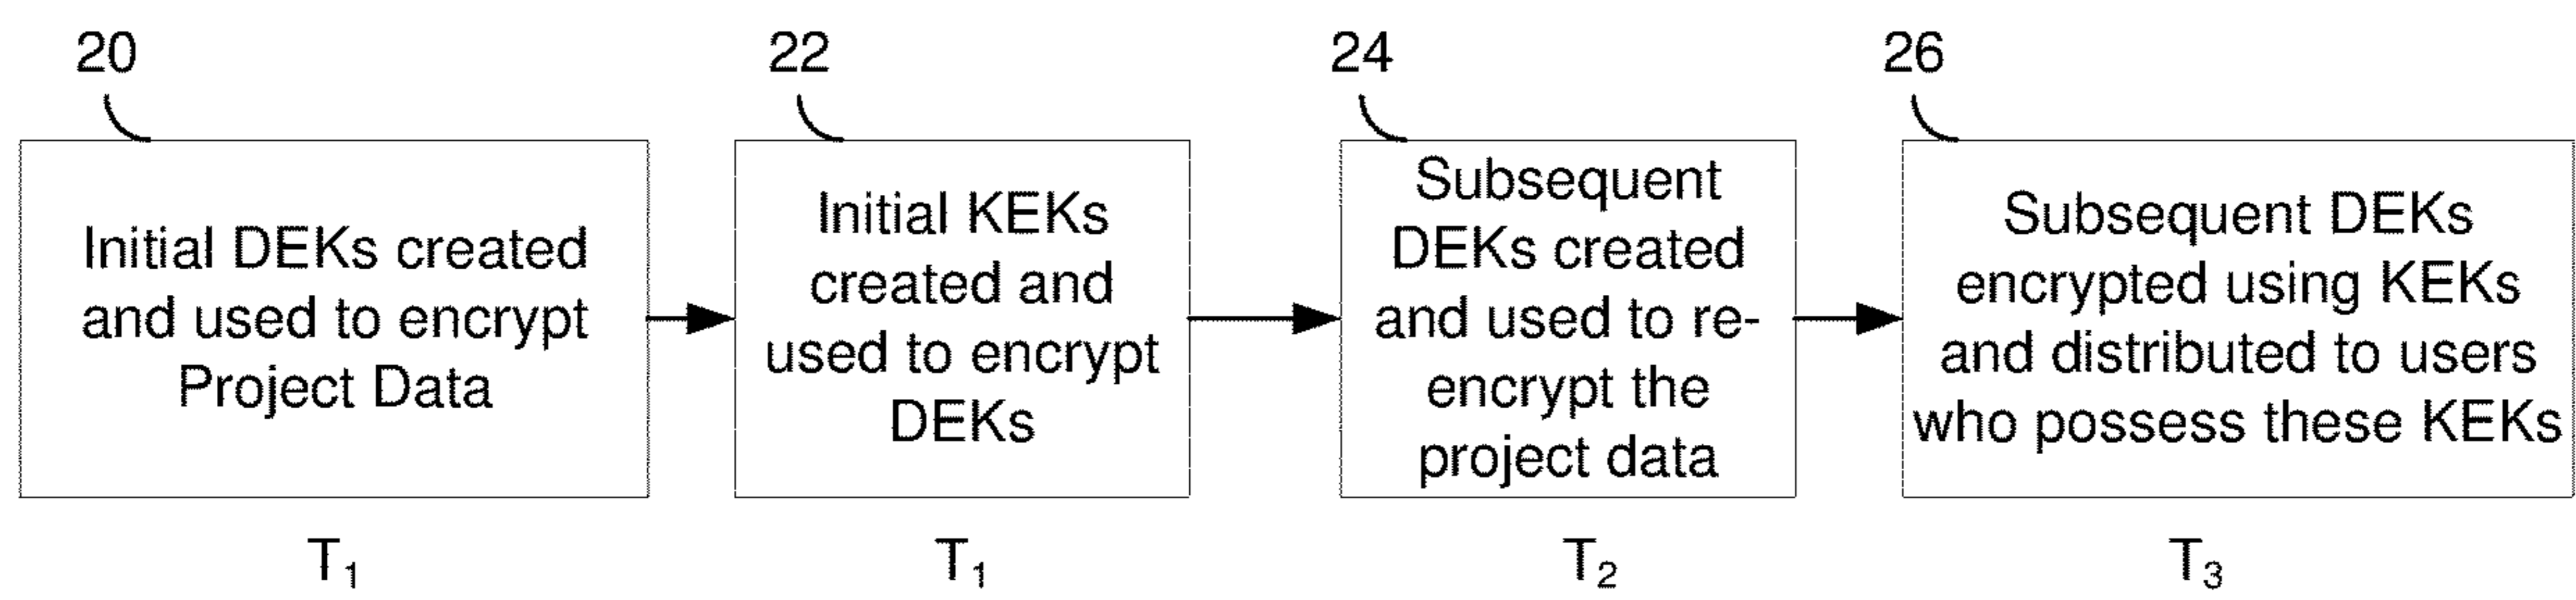 20
22
24
26
Initial DEKs created
and used to encrypt
Project Data
Initial KEKs
created and
used to encrypt
DEKs
Subsequent
DEKs created
and used to re-
encrypt the
project data
Subsequent DEKs
encrypted using KEKs
and distributed to users
who possess these KEKs
T₁
T₁
T₂
T₃